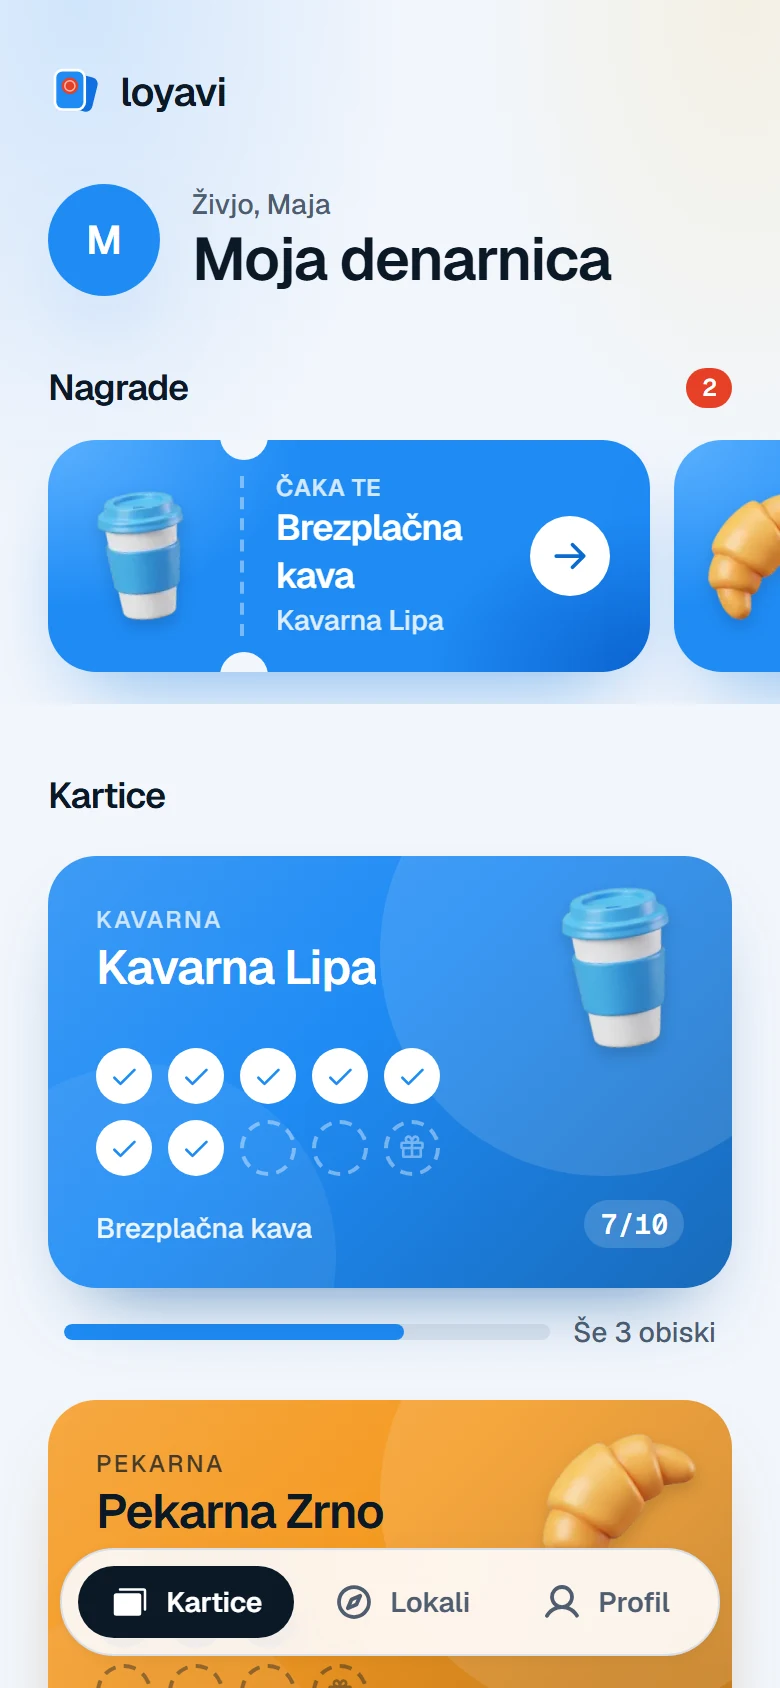 loyavi
M
Živjo, Maja
Moja denarnica
Nagrade
2
ČAKA TE
Brezplačna
kava
Kavarna Lipa
Kartice
KAVARNA
Kavarna Lipa
Brezplačna kava
7/10
Še 3 obiski
PEKARNA
Pekarna Zrno
Kartice
Lokali
Profil